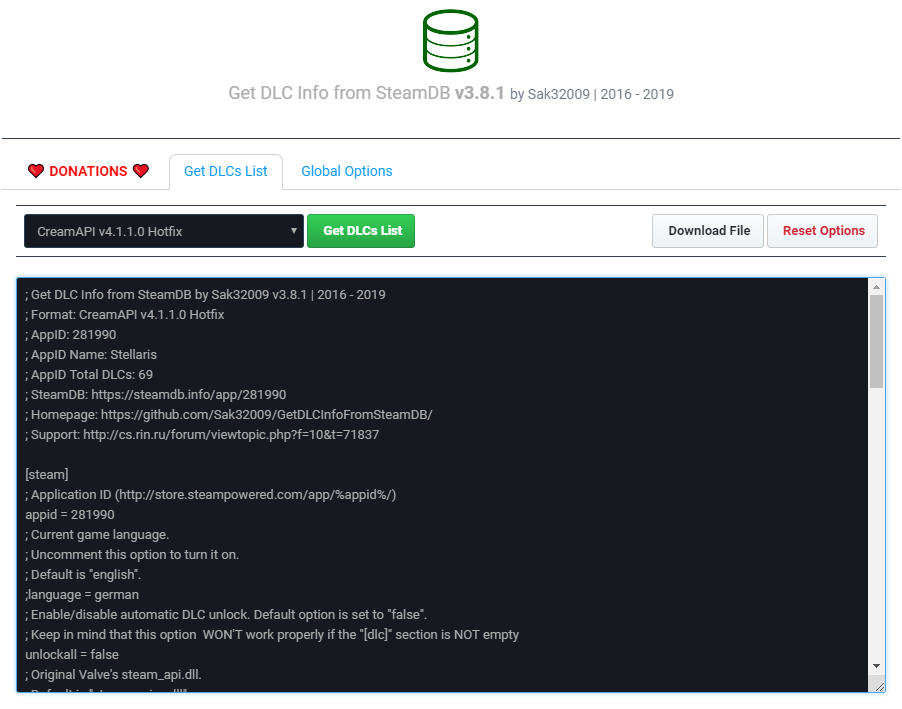 Get DLC Info from SteamDB v3.8.1 by Sak32009 | 2016 - 2019
DONATIONS
Get DLCs List
Global Options
CreamAPI v4.1.1.0 Hotfix
Get DLCs List
Download File
Reset Options
; Get DLC Info from SteamDB by Sak32009 v3.8.1 | 2016 - 2019
; Format: CreamAPI v4.1.1.0 Hotfix
; AppID: 281990
; AppID Name: Stellaris
; AppID Total DLCs: 69
; SteamDB: https://steamdb.info/app/281990
; Homepage: https://github.com/Sak32009/GetDLCInfoFromSteamDB/
; Support: http://cs.rin.ru/forum/viewtopic.php?f=10&t=71837
[steam]
; Application ID (http://store.steampowered.com/app/%appid%/)
appid = 281990
; Current game language.
; Uncomment this option to turn it on.
; Default is "english".
;language = german
; Enable/disable automatic DLC unlock. Default option is set to "false".
; Keep in mind that this option  WON'T work properly if the "[dlc]" section is NOT empty
unlockall = false
; Original Valve's steam_api.dll.